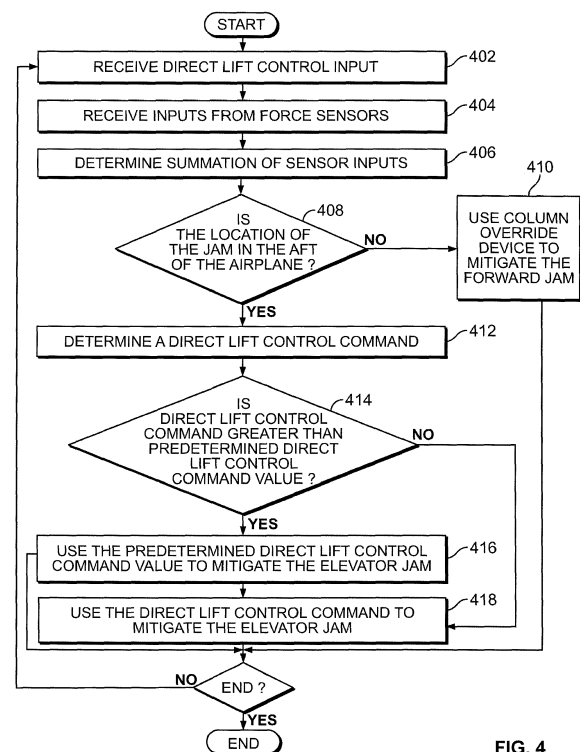 START
RECEIVE DIRECT LIFT CONTROL INPUT
402
RECEIVE INPUTS FROM FORCE SENSORS
404
DETERMINE SUMMATION OF SENSOR INPUTS
406
IS
THE LOCATION OF
THE JAM IN THE AFT
OF THE AIRPLANE ?
408
NO
410
USE COLUMN
OVERRIDE
DEVICE TO
MITIGATE THE
FORWARD JAM
YES
DETERMINE A DIRECT LIFT CONTROL COMMAND
412
IS
DIRECT LIFT CONTROL
COMMAND GREATER THAN
PREDETERMINED DIRECT
LIFT CONTROL
COMMAND VALUE ?
414
NO
YES
USE THE PREDETERMINED DIRECT LIFT CONTROL
COMMAND VALUE TO MITIGATE THE ELEVATOR JAM
416
USE THE DIRECT LIFT CONTROL COMMAND TO
MITIGATE THE ELEVATOR JAM
418
NO
END ?
YES
END
FIG. 4